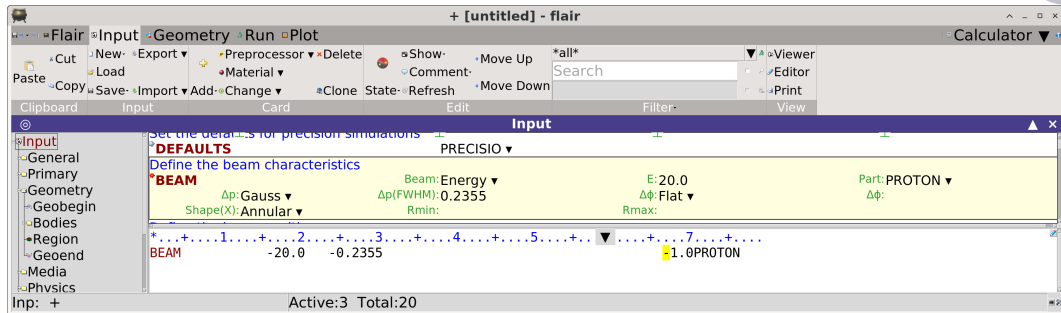 + [untitled] - flair
Flair Input Geometry Run Plot Calculator ▼
Paste Cut Copy
New Export ▼
Load
Save Import ▼
Add
Preprocessor ▼ Delete
Material ▼
Change ▼ Clone
State
Show
Comment
Refresh
Move Up
Move Down
*all* ▼
Search
Viewer
Editor
Print
Clipboard Input Card Edit Filter View
Input
Input
General
Primary
Geometry
Geobegin
Bodies
Region
Geoend
Media
Physics
DEFAULTS PRECISIO ▼
Define the beam characteristics
BEAM Beam: Energy ▼ E: 20.0 Part: PROTON ▼
Δp: Gauss ▼ Δp(FWHM): 0.2355 Δϕ: Flat ▼ Δϕ:
Shape(X): Annular ▼ Rmin: Rmax:
*...+....1....+....2....+....3....+....4....+....5....+.. ▼ ....+....7....+....
BEAM -20.0 -0.2355 -1.0PROTON
Inp: + Active:3 Total:20